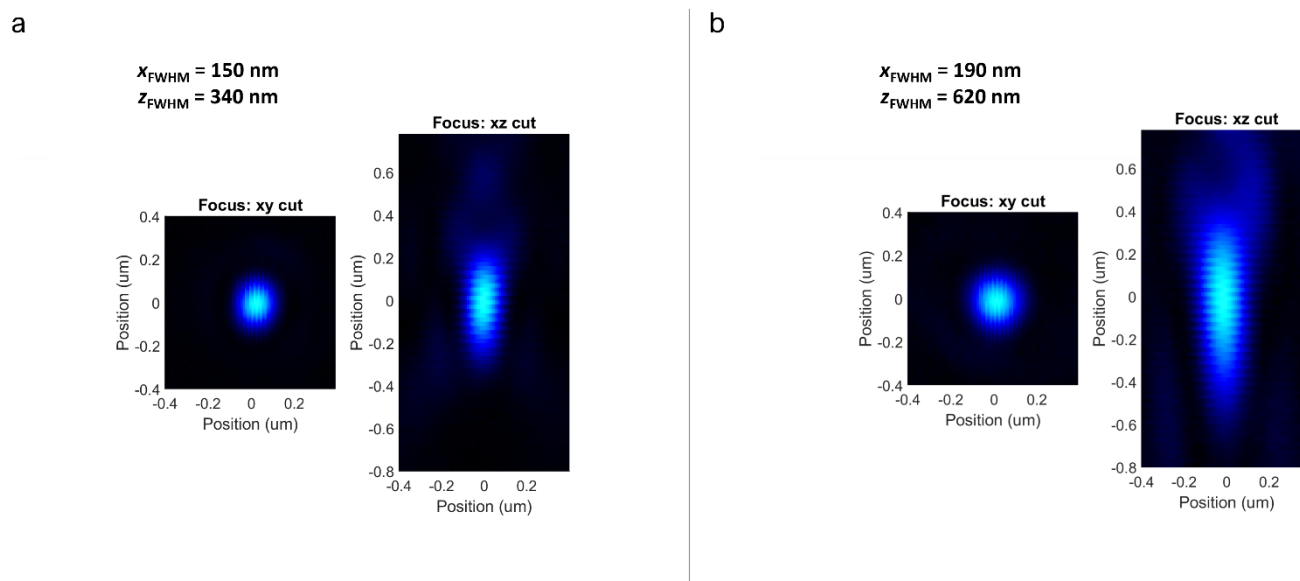 a
x_FWHM = 150 nm
z_FWHM = 340 nm
Focus: xy cut
0.4
0.2
0
-0.2
-0.4
Position (um)
-0.4 -0.2 0 0.2
Position (um)
Focus: xz cut
0.6
0.4
0.2
0
-0.2
-0.4
-0.6
-0.8
Position (um)
-0.4 -0.2 0 0.2
Position (um)
b
x_FWHM = 190 nm
z_FWHM = 620 nm
Focus: xy cut
0.4
0.2
0
-0.2
-0.4
Position (um)
-0.4 -0.2 0 0.2
Position (um)
Focus: xz cut
0.6
0.4
0.2
0
-0.2
-0.4
-0.6
-0.8
Position (um)
-0.4 -0.2 0 0.2
Position (um)